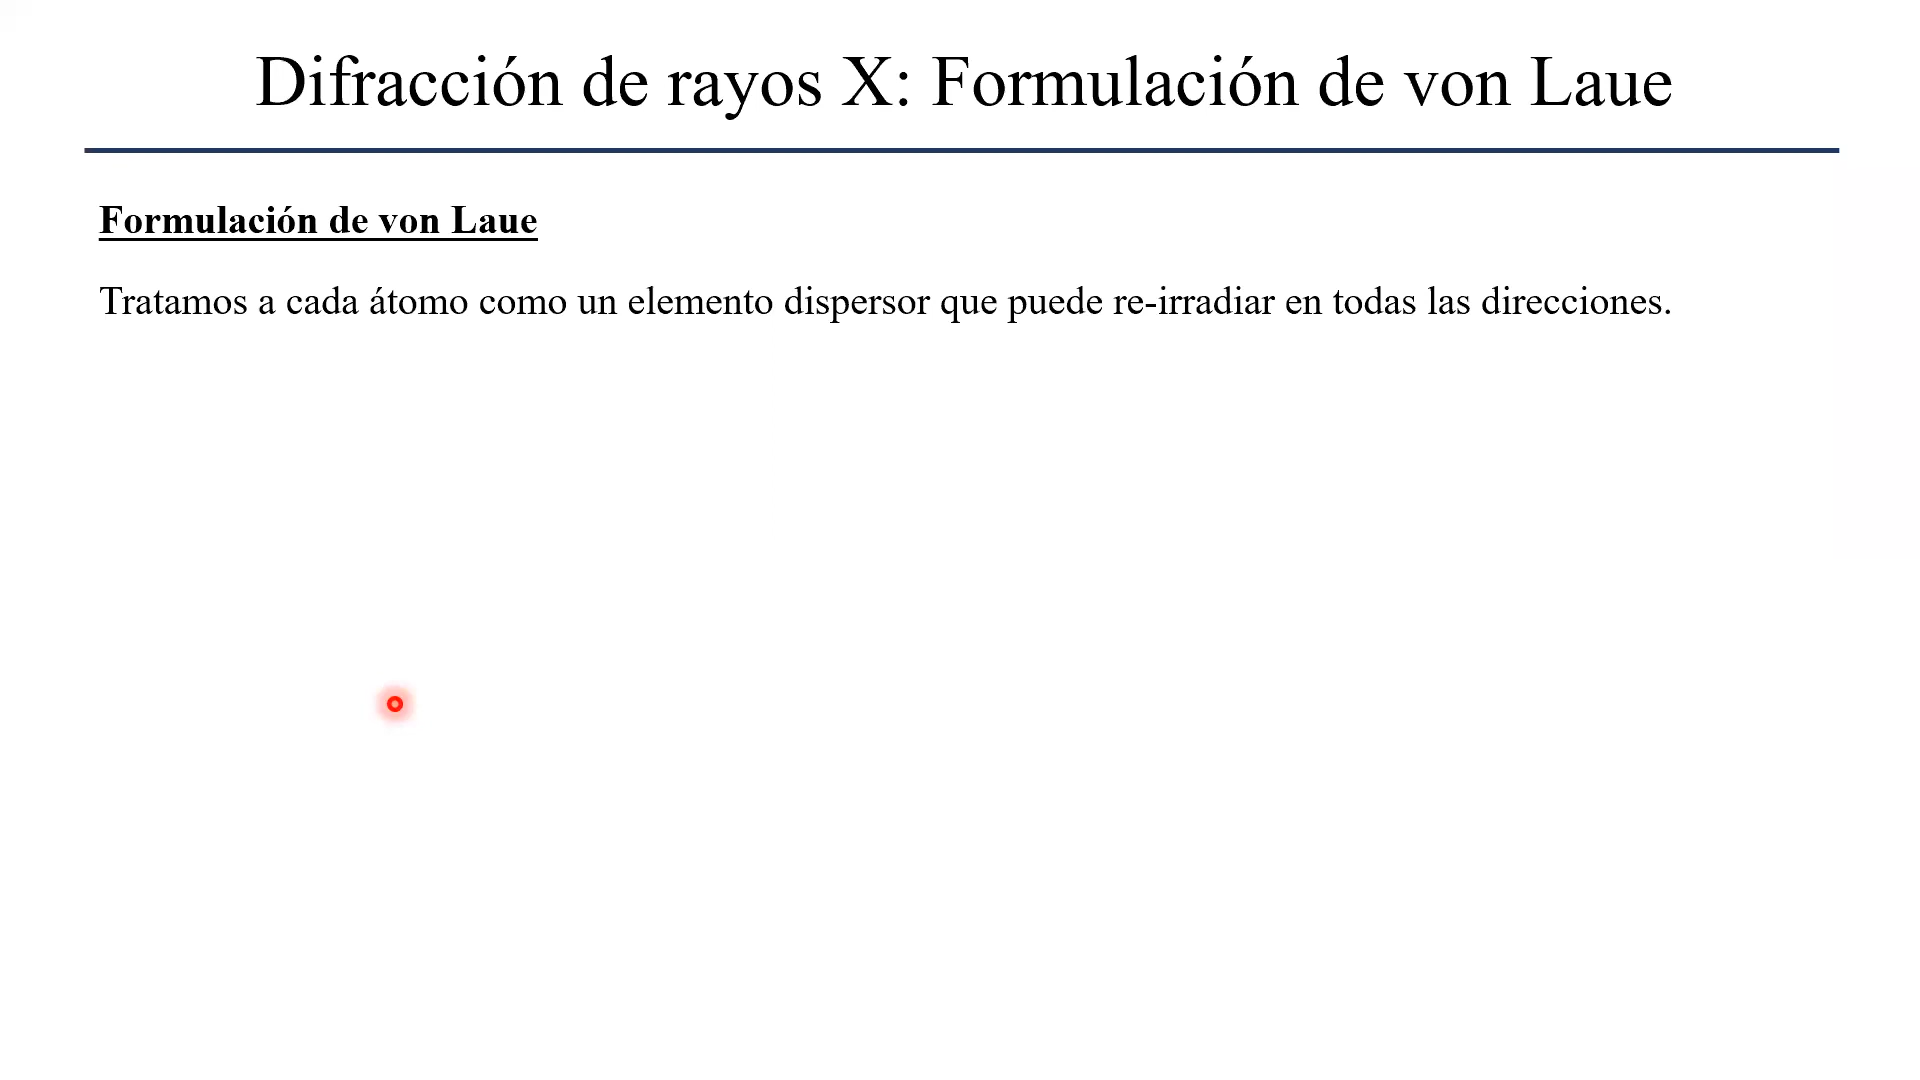 Difracción de rayos X: Formulación de von Laue
Formulación de von Laue
Tratamos a cada átomo como un elemento dispersor que puede re-irradiar en todas las direcciones.